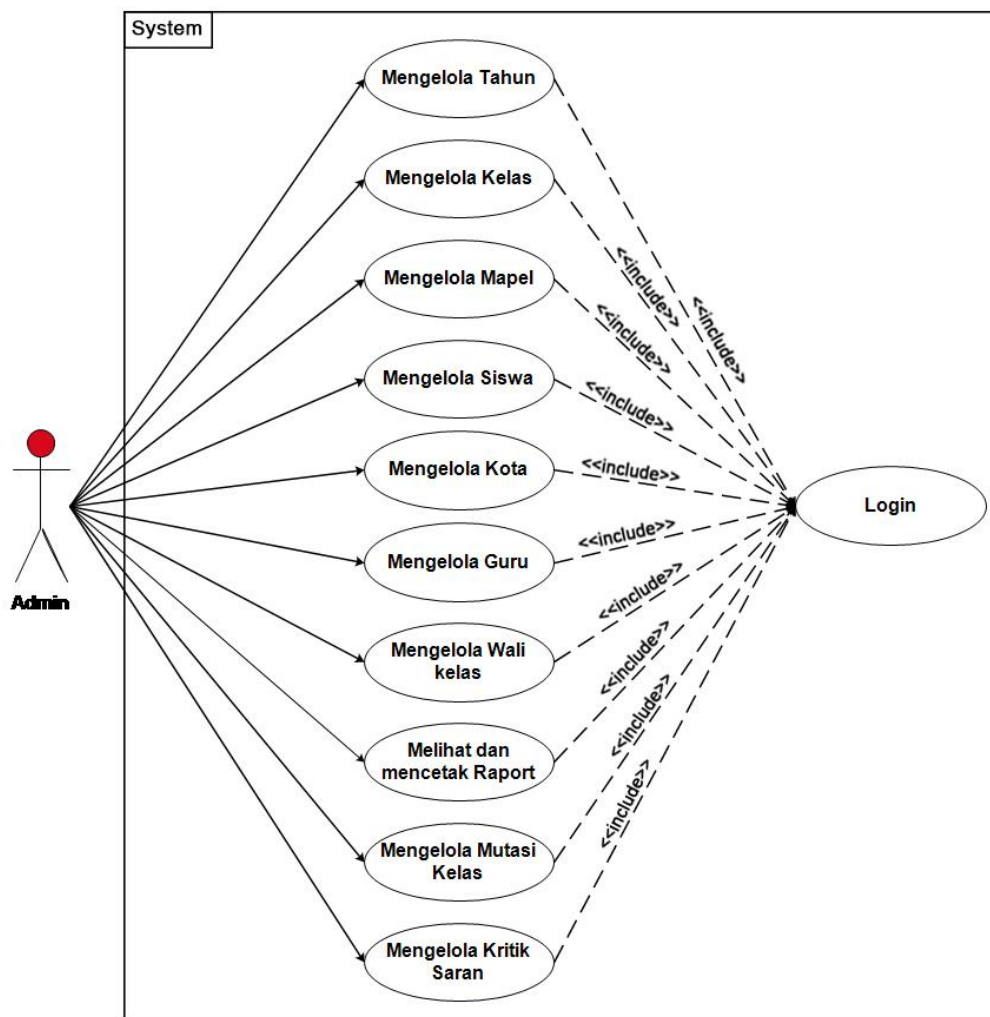 System
Mengelola Tahun
Mengelola Kelas
<<include>>
<<include>>
Mengelola Mapel
<<include>>
Mengelola Siswa
<<include>>
Mengelola Kota
<<include>>
Login
Mengelola Guru
<<include>>
Admin
Mengelola Wali
kelas
<<include>>
Melihat dan
mencetak Raport
<<include>>
<<include>>
Mengelola Mutasi
Kelas
<<include>>
Mengelola Kritik
Saran